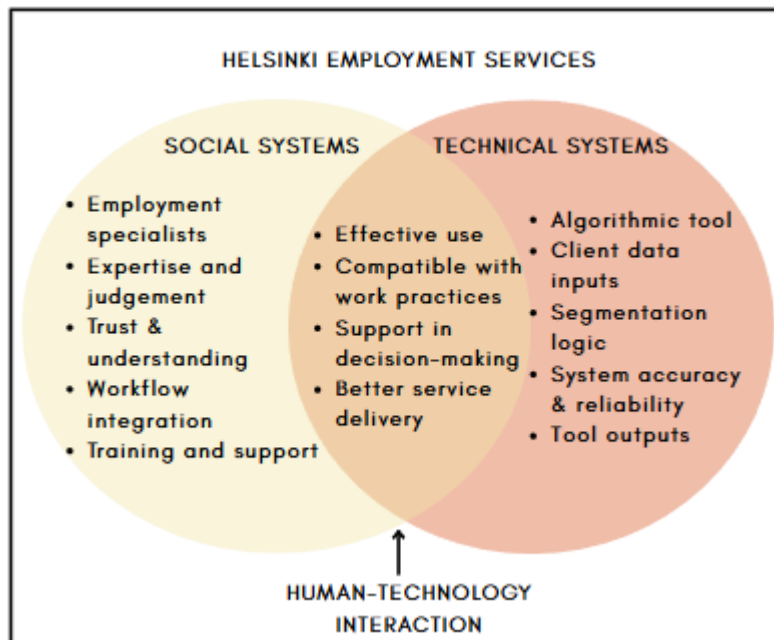 HELSINKI EMPLOYMENT SERVICES
SOCIAL SYSTEMS
• Employment
specialists
• Expertise and
judgement
• Trust &
understanding
• Workflow
integration
• Training and support
• Effective use
• Compatible with
work practices
• Support in
decision-making
• Better service
delivery
TECHNICAL SYSTEMS
• Algorithmic tool
• Client data
inputs
• Segmentation
logic
• System accuracy
& reliability
• Tool outputs
HUMAN-TECHNOLOGY
INTERACTION